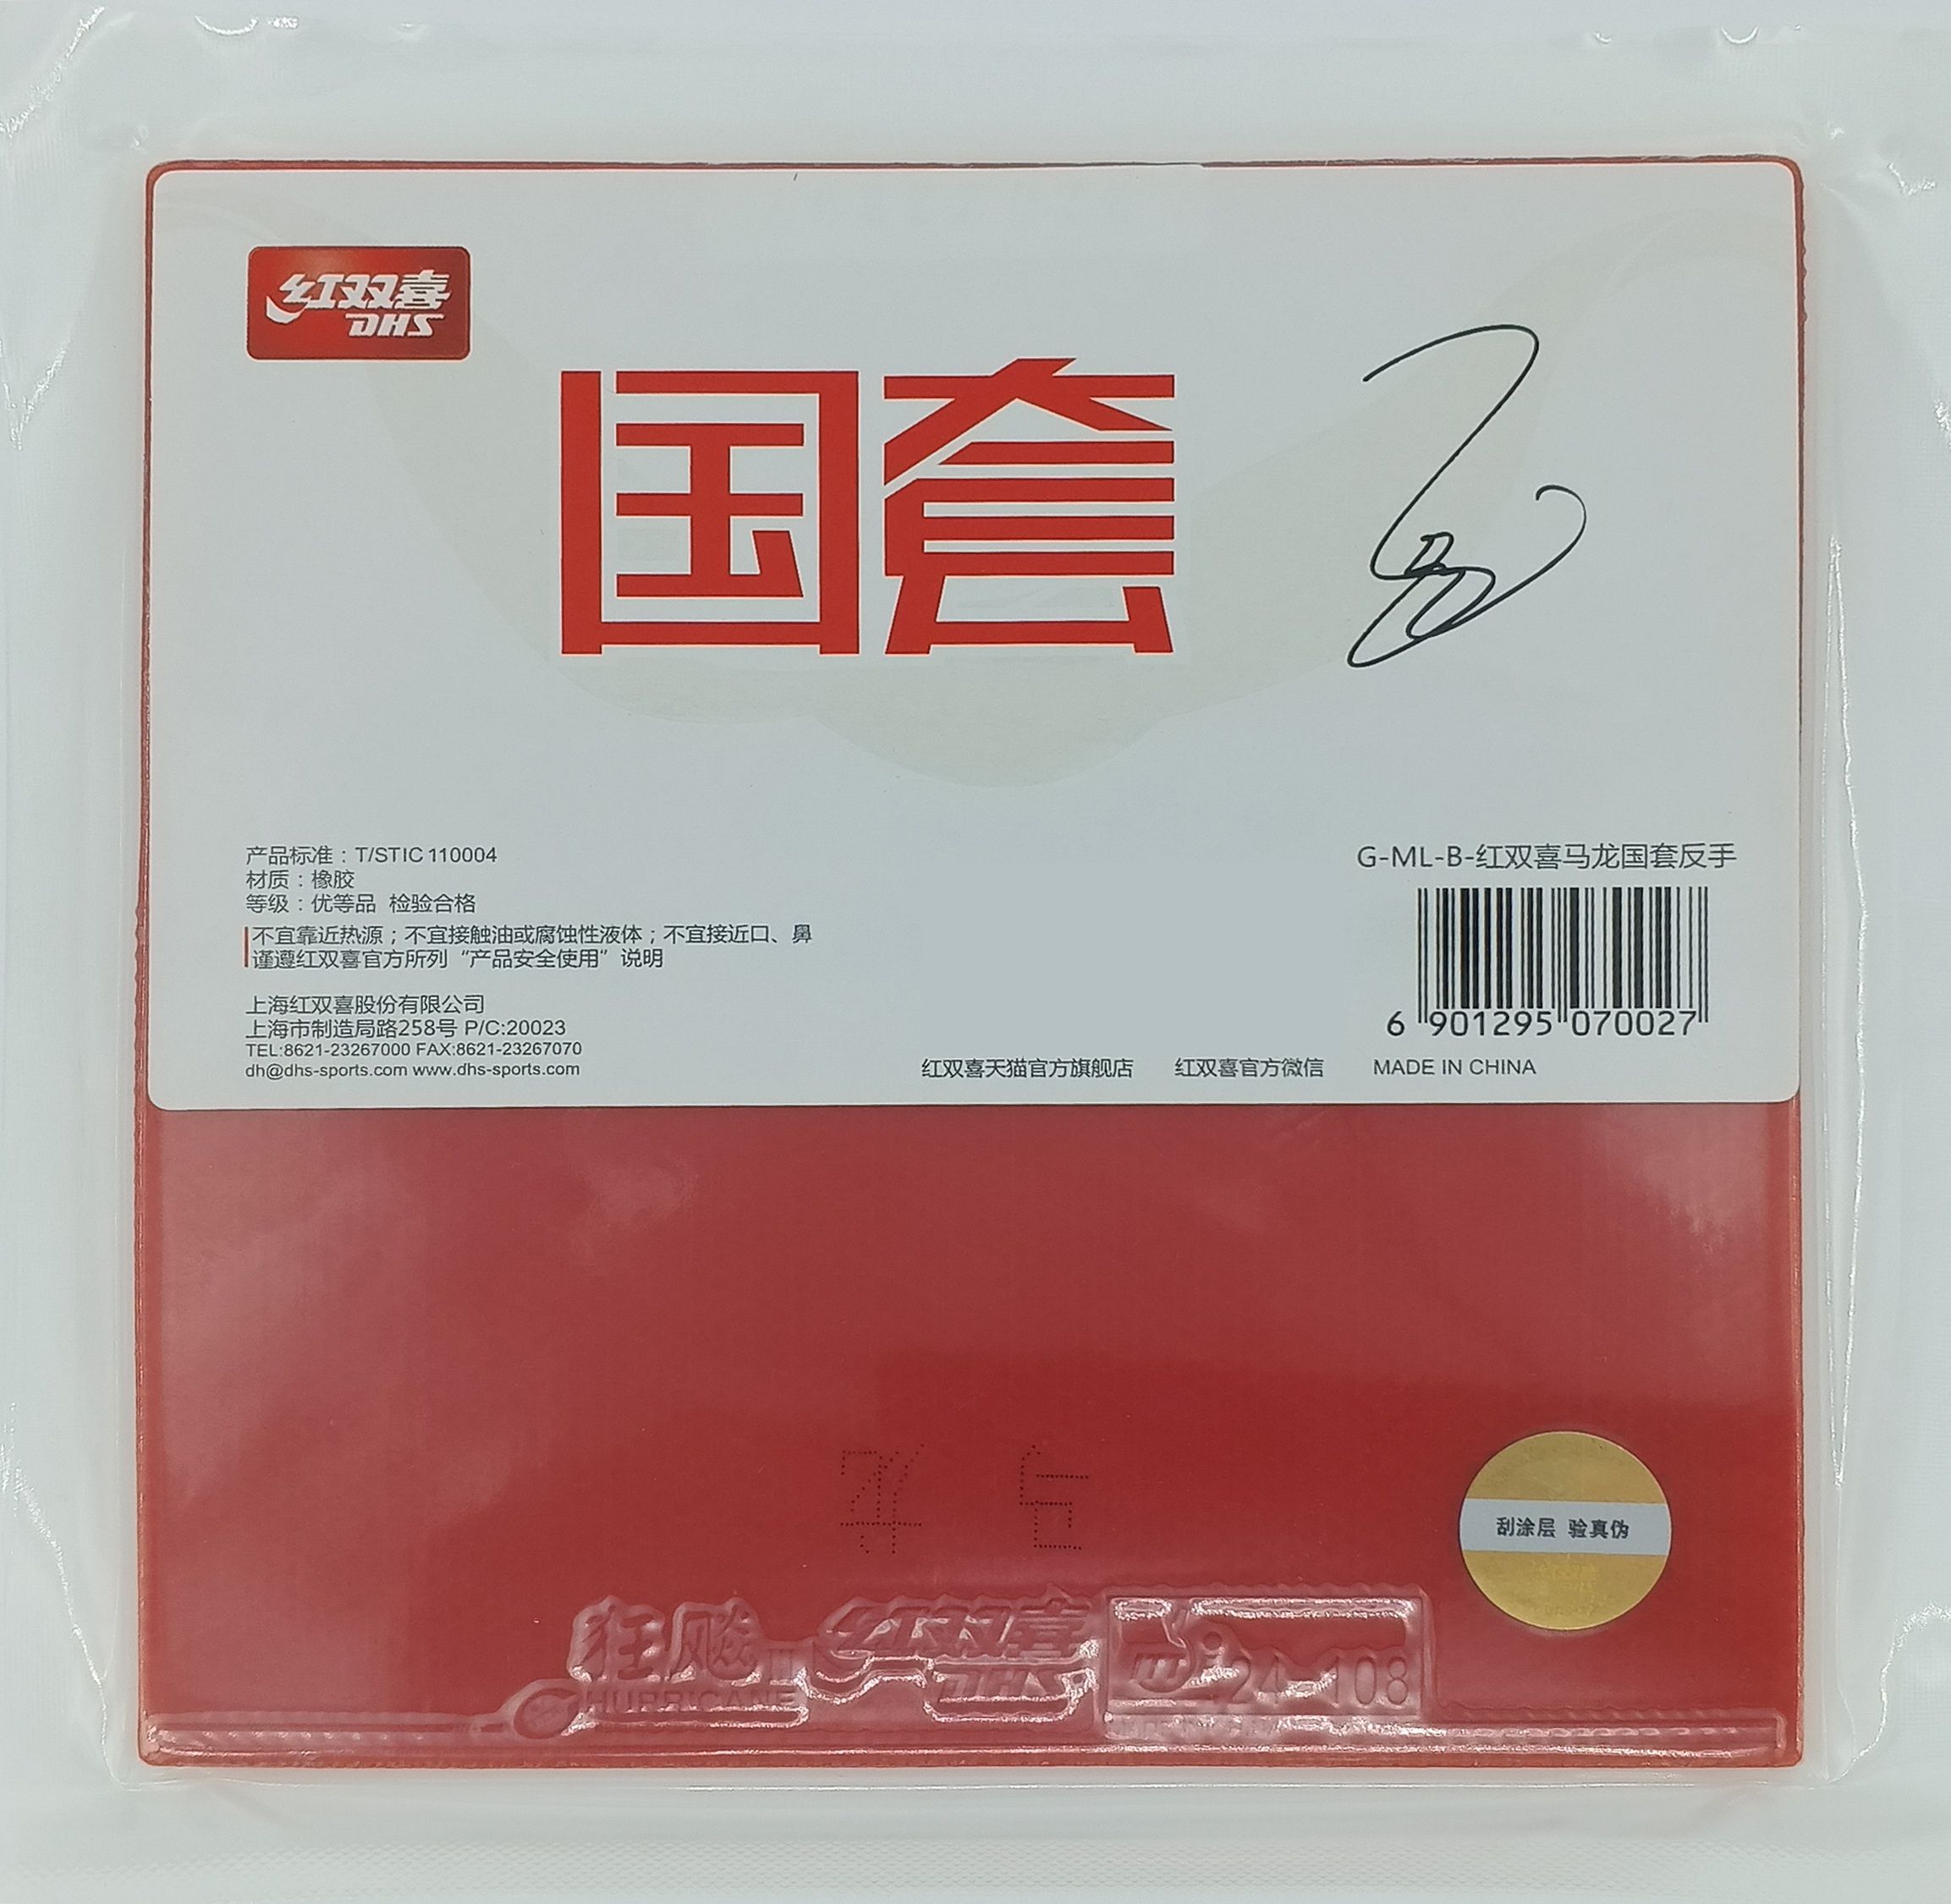 红双喜
DHS
国套
产品标准：T/STIC 110004
材质：橡胶
等级：优等品 检验合格
不宜靠近热源；不宜接触油或腐蚀性液体；不宜接近口、鼻
谨遵红双喜官方所列“产品安全使用”说明
上海红双喜股份有限公司
上海市制造局路258号 P/C:20023
TEL:8621-23267000 FAX:8621-23267070
dh@dhs-sports.com www.dhs-sports.com
红双喜天猫官方旗舰店
红双喜官方微信
G-ML-B-红双喜马龙国套反手
6 901295 070027
MADE IN CHINA
刮涂层 验真伪
狂飚III
HURRICANE
红双喜
DHS
24-108